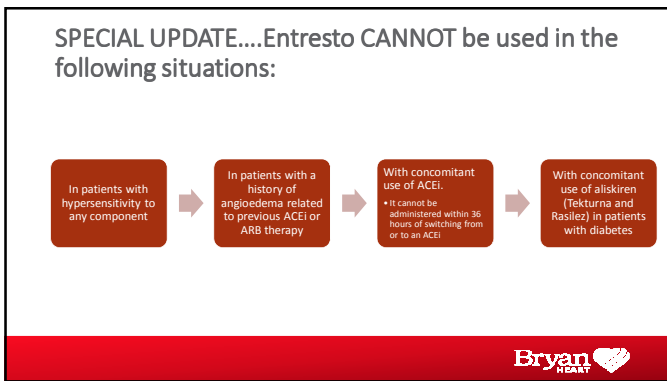 SPECIAL UPDATE....Entresto CANNOT be used in the
following situations:
In patients with
hypersensitivity to
any component
In patients with a
history of
angioedema related
to previous ACEi or
ARB therapy
With concomitant
use of ACEi.
• It cannot be
administered within 36
hours of switching from
or to an ACEi
With concomitant
use of aliskiren
(Tekturna and
Rasilez) in patients
with diabetes
Bryan
HEART